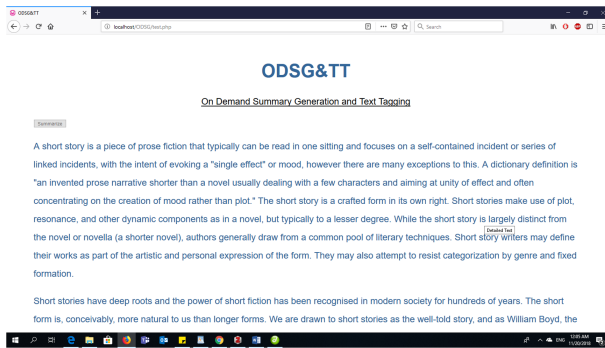 ODSG&TT
localhost/ODSG/test.php
Search
ODSG&TT
On Demand Summary Generation and Text Tagging
Summarize
A short story is a piece of prose fiction that typically can be read in one sitting and focuses on a self-contained incident or series of
linked incidents, with the intent of evoking a "single effect" or mood, however there are many exceptions to this. A dictionary definition is
"an invented prose narrative shorter than a novel usually dealing with a few characters and aiming at unity of effect and often
concentrating on the creation of mood rather than plot." The short story is a crafted form in its own right. Short stories make use of plot,
resonance, and other dynamic components as in a novel, but typically to a lesser degree. While the short story is largely distinct from
Detailed Text
the novel or novella (a shorter novel), authors generally draw from a common pool of literary techniques. Short story writers may define
their works as part of the artistic and personal expression of the form. They may also attempt to resist categorization by genre and fixed
formation.
Short stories have deep roots and the power of short fiction has been recognised in modern society for hundreds of years. The short
form is, conceivably, more natural to us than longer forms. We are drawn to short stories as the well-told story, and as William Boyd, the
ENG
12:05 AM
11/20/2018